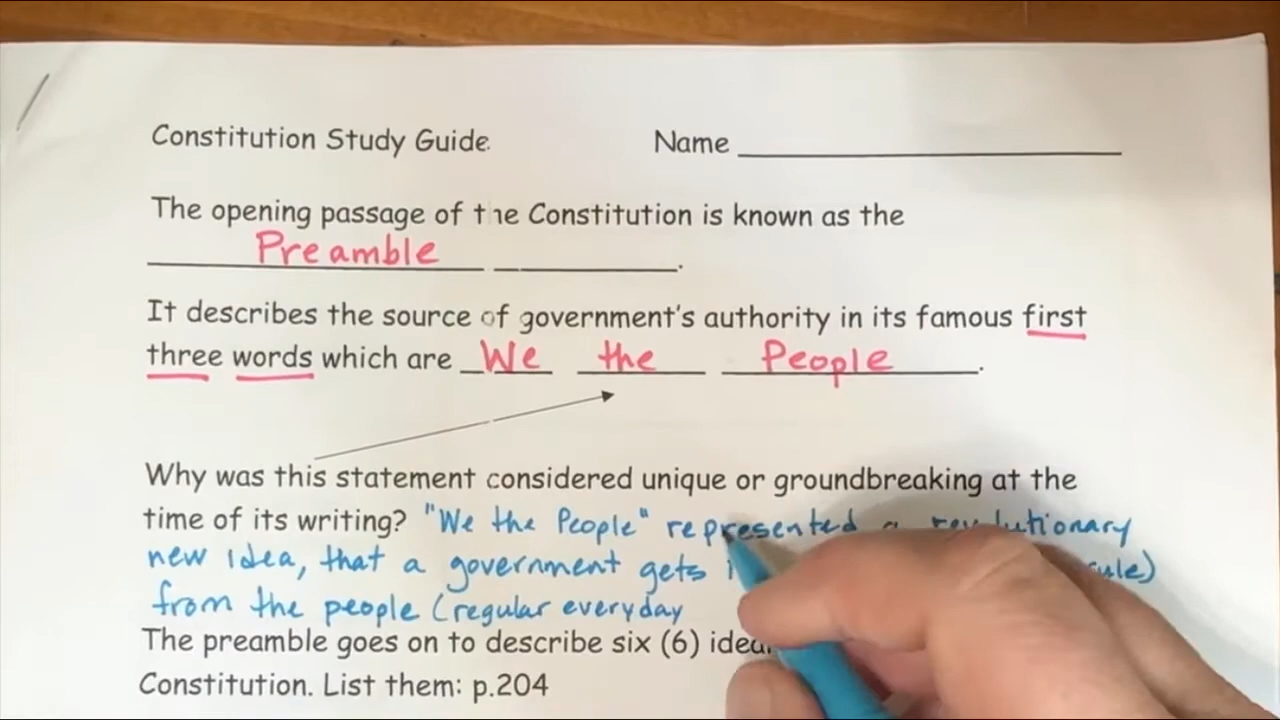 Constitution Study Guide. Name
The opening passage of the Constitution is known as the
Preamble
It describes the source of government's authority in its famous first
three words which are We the People.
Why was this statement considered unique or groundbreaking at the
time of its writing? "We the People" represented a revolutionary
new idea, that a government gets
from the people (regular everyday
The preamble goes on to describe six (6)
Constitution. List them: p.204